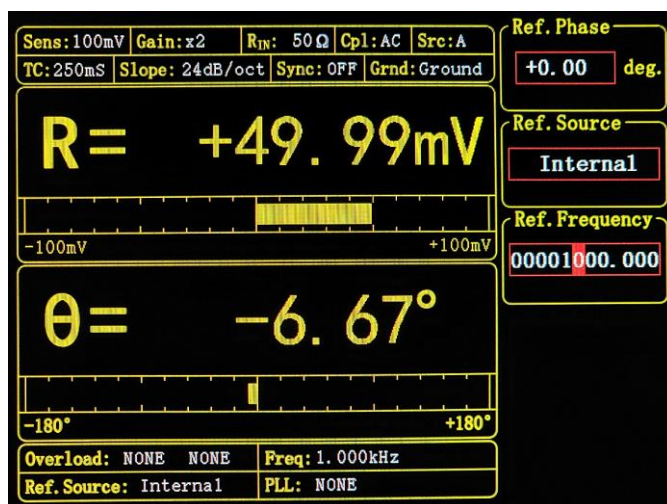 Sens:100mV Gain:x2 RIN: 50Ω Cpl:AC Src:A
TC:250mS Slope: 24dB/oct Sync:OFF Grnd:Ground
R= +49.99mV
-100mV +100mV
θ= -6.67°
-180° +180°
Overload: NONE NONE Freq:1.000kHz
Ref.Source: Internal PLL: NONE
Ref.Phase
+0.00 deg.
Ref.Source
Internal
Ref.Frequency
00001000.000